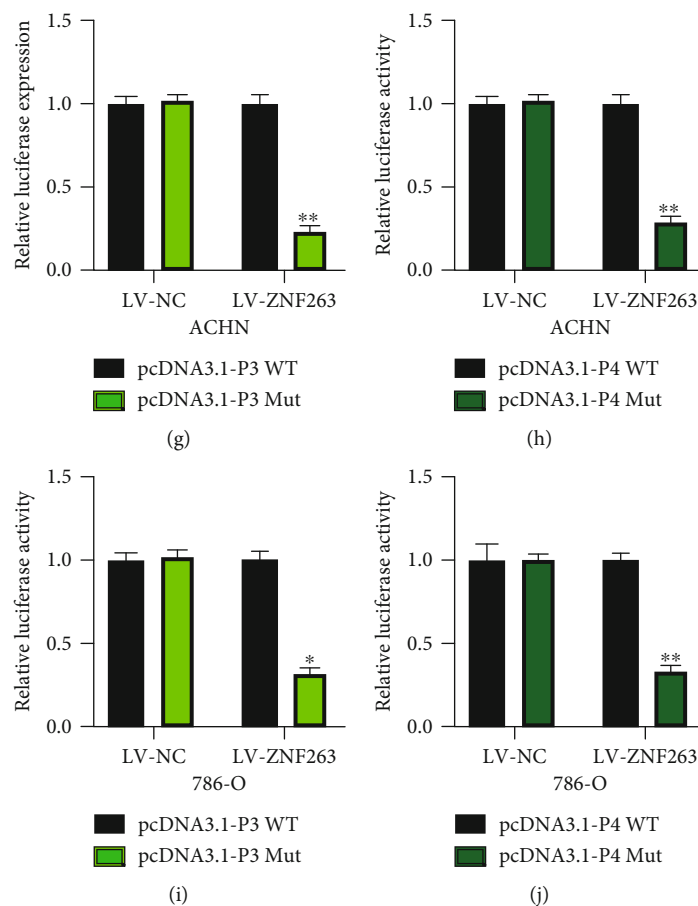 Relative luciferase expression
1.5
1.0
0.5
0.0
**
LV-NC
LV-ZNF263
ACHN
pcDNA3.1-P3 WT
pcDNA3.1-P3 Mut
(g)
Relative luciferase activity
1.5
1.0
0.5
0.0
**
LV-NC
LV-ZNF263
ACHN
pcDNA3.1-P4 WT
pcDNA3.1-P4 Mut
(h)
Relative luciferase activity
1.5
1.0
0.5
0.0
*
LV-NC
LV-ZNF263
786-O
pcDNA3.1-P3 WT
pcDNA3.1-P3 Mut
(i)
Relative luciferase activity
1.5
1.0
0.5
0.0
**
LV-NC
LV-ZNF263
786-O
pcDNA3.1-P4 WT
pcDNA3.1-P4 Mut
(j)